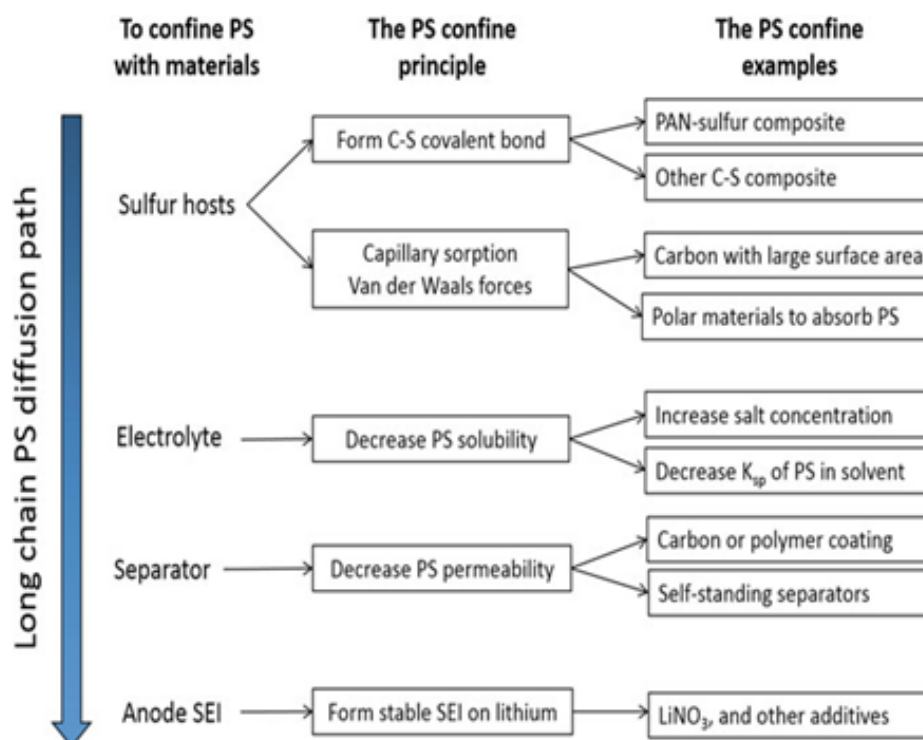 To confine PS
with materials
The PS confine
principle
The PS confine
examples
Long chain PS diffusion path
Sulfur hosts
Form C-S covalent bond
PAN-sulfur composite
Other C-S composite
Capillary sorption
Van der Waals forces
Carbon with large surface area
Polar materials to absorb PS
Electrolyte
Decrease PS solubility
Increase salt concentration
Decrease Ksp of PS in solvent
Separator
Decrease PS permeability
Carbon or polymer coating
Self-standing separators
Anode SEI
Form stable SEI on lithium
LiNO3, and other additives